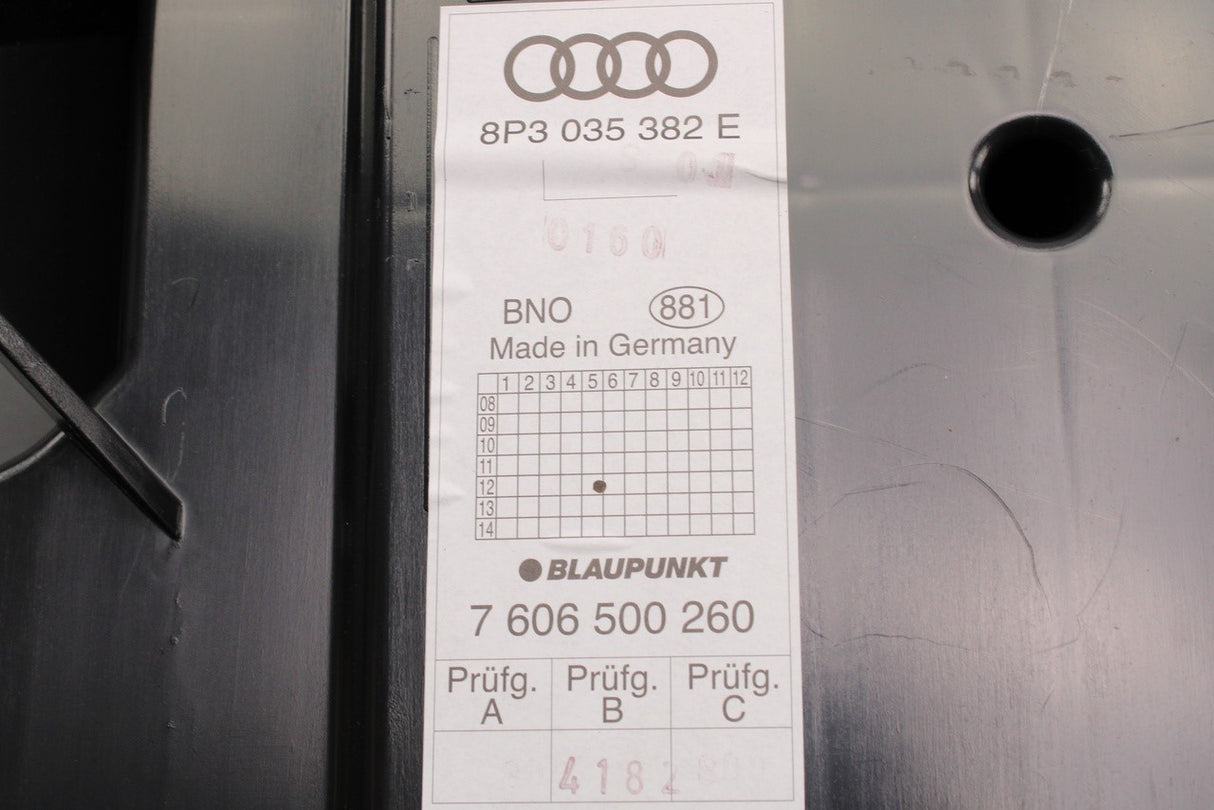 8P3 035 382 E
0160
BNO 881
Made in Germany
1 2 3 4 5 6 7 8 9 10 11 12
08
09
10
11
12
13
14
BLAUPUNKT
7 606 500 260
Prüfg. Prüfg. Prüfg.
A B C
4182